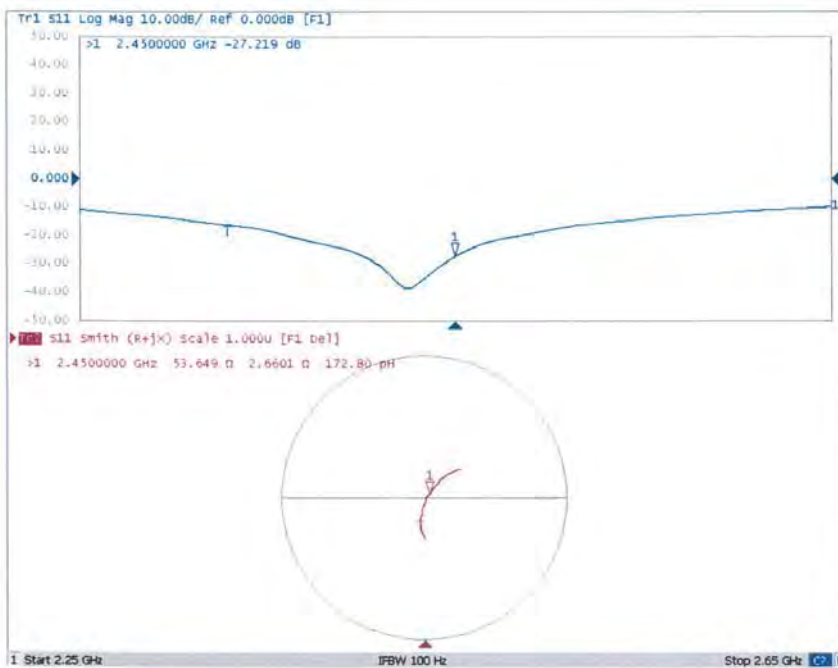 Tr1 S11 Log Mag 10.00dB/ Ref 0.000dB [F1]
50.00
>1 2.4500000 GHz -27.219 dB
40.00
30.00
20.00
10.00
0.000
-10.00
1
-20.00
1
-30.00
-40.00
-50.00
Tr2 S11 Smith (R+jX) Scale 1.000U [F1 Del]
>1 2.4500000 GHz 53.649 Ω 2.6601 Ω 172.80 pH
1
1 Start 2.25 GHz IFBW 100 Hz Stop 2.65 GHz